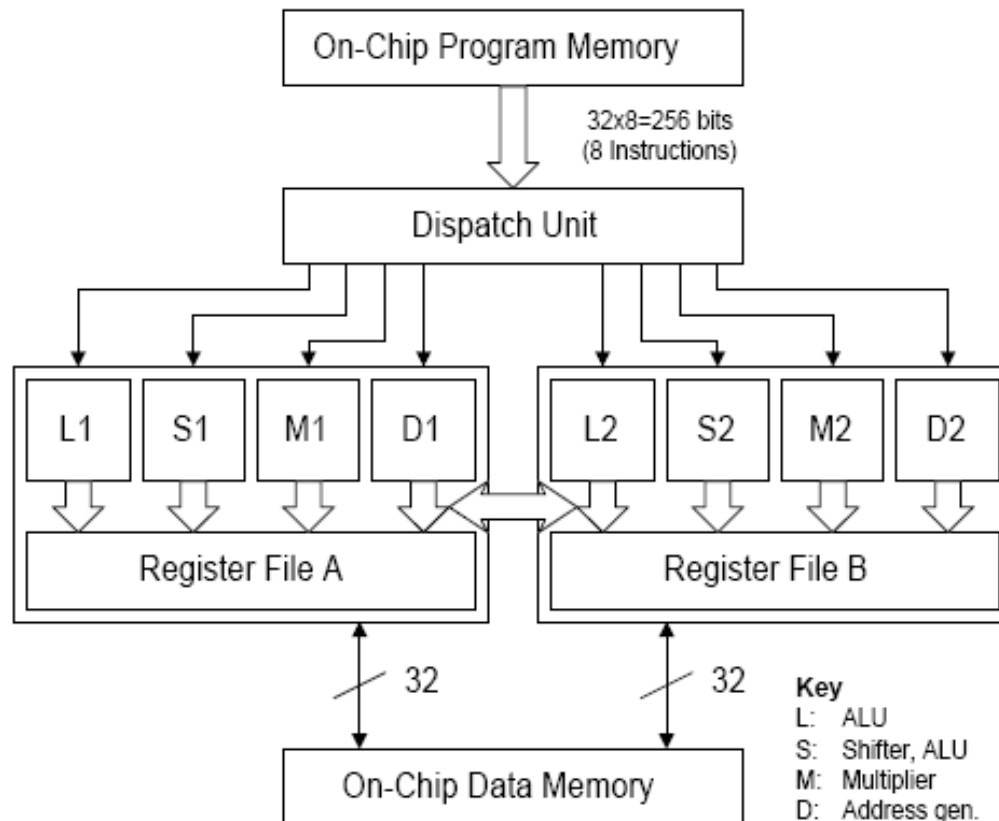 On-Chip Program Memory
32x8=256 bits
(8 Instructions)
Dispatch Unit
L1 S1 M1 D1 L2 S2 M2 D2
Register File A Register File B
32 32
On-Chip Data Memory
Key
L: ALU
S: Shifter, ALU
M: Multiplier
D: Address gen.